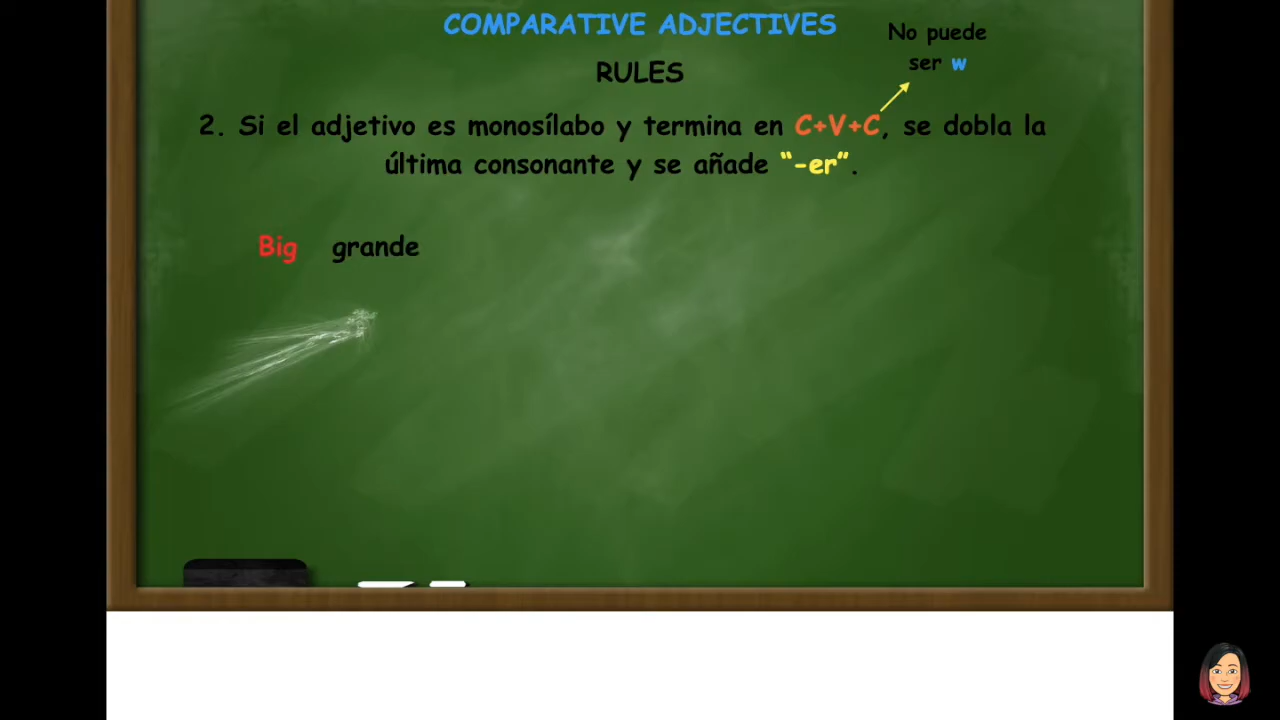 COMPARATIVE ADJECTIVES
No puede
ser w
RULES
2. Si el adjetivo es monosílabo y termina en C+V+C, se dobla la
última consonante y se añade “-er”.
Big grande